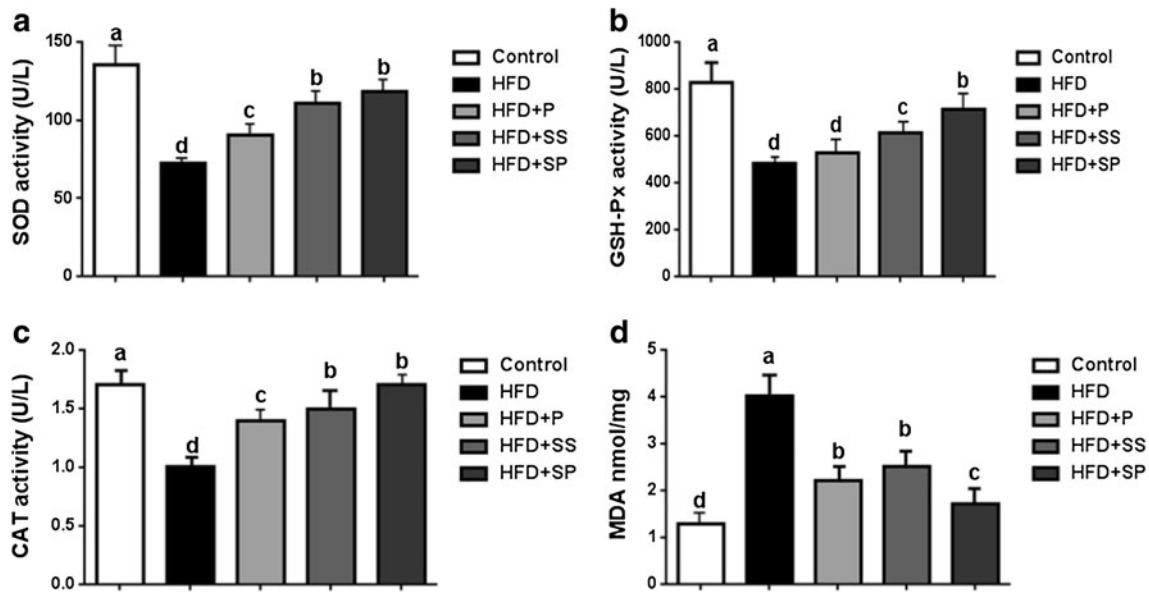 a
SOD activity (U/L)
150
100
50
0
a
d
c
b
b
Control
HFD
HFD+P
HFD+SS
HFD+SP
b
GSH-Px activity (U/L)
1000
800
600
400
200
0
a
d
d
c
b
Control
HFD
HFD+P
HFD+SS
HFD+SP
c
CAT activity (U/L)
2.0
1.5
1.0
0.5
0.0
a
d
c
b
b
Control
HFD
HFD+P
HFD+SS
HFD+SP
d
MDA nmol/mg
5
4
3
2
1
0
d
a
b
b
c
Control
HFD
HFD+P
HFD+SS
HFD+SP